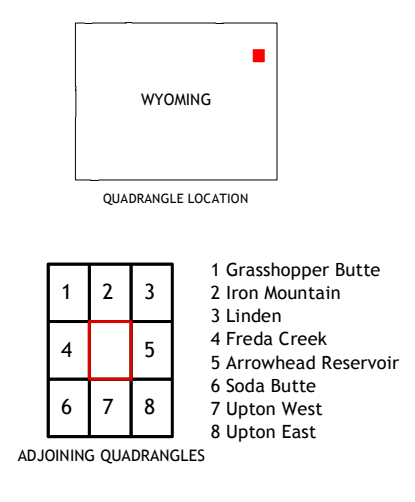 WYOMING
QUADRANGLE LOCATION
1 2 3
4 5
6 7 8
ADJOINING QUADRANGLES
1 Grasshopper Butte
2 Iron Mountain
3 Linden
4 Freda Creek
5 Arrowhead Reservoir
6 Soda Butte
7 Upton West
8 Upton East